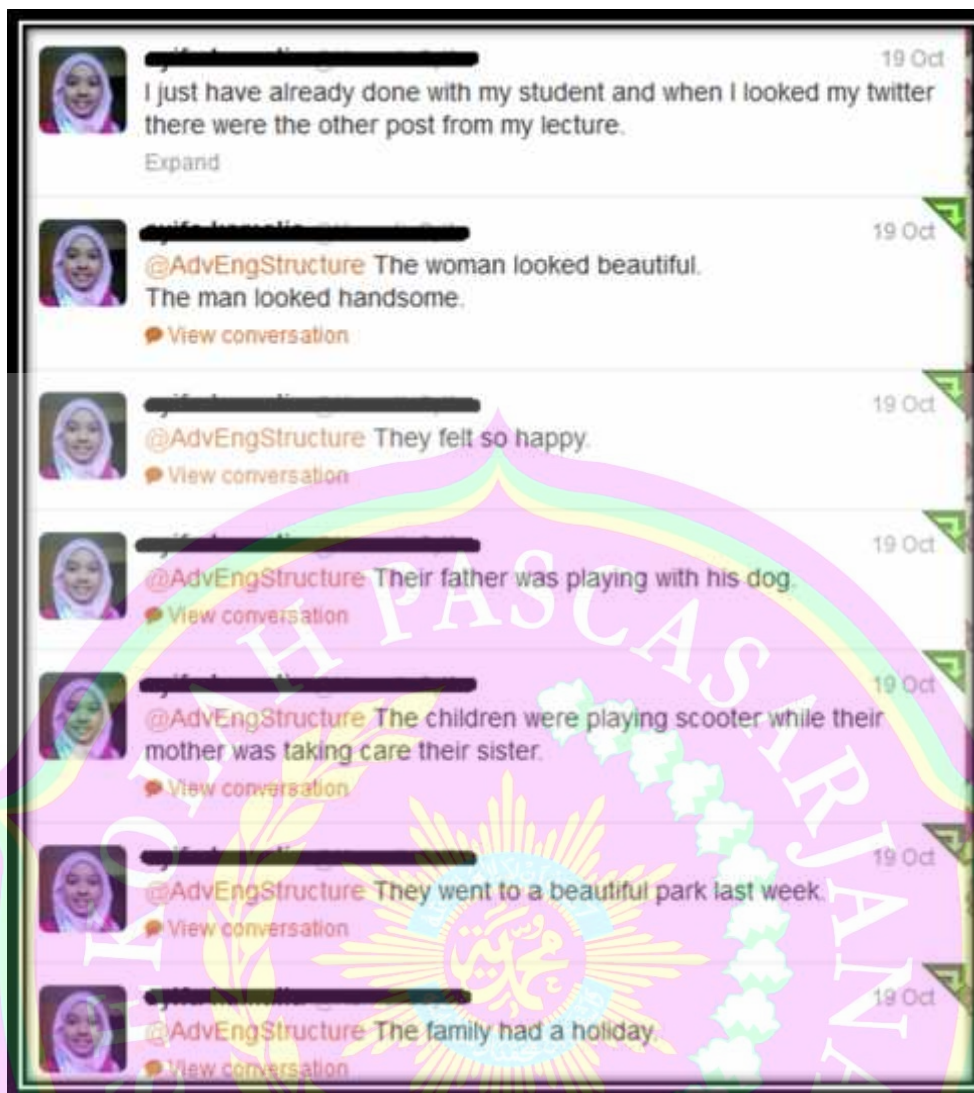 19 Oct
I just have already done with my student and when I looked my twitter
there were the other post from my lecture.
Expand
19 Oct
@AdvEngStructure The woman looked beautiful.
The man looked handsome.
View conversation
19 Oct
@AdvEngStructure They felt so happy.
View conversation
19 Oct
@AdvEngStructure Their father was playing with his dog.
View conversation
19 Oct
@AdvEngStructure The children were playing scooter while their
mother was taking care their sister.
View conversation
19 Oct
@AdvEngStructure They went to a beautiful park last week.
View conversation
19 Oct
@AdvEngStructure The family had a holiday.
View conversation
PASCASARJANA